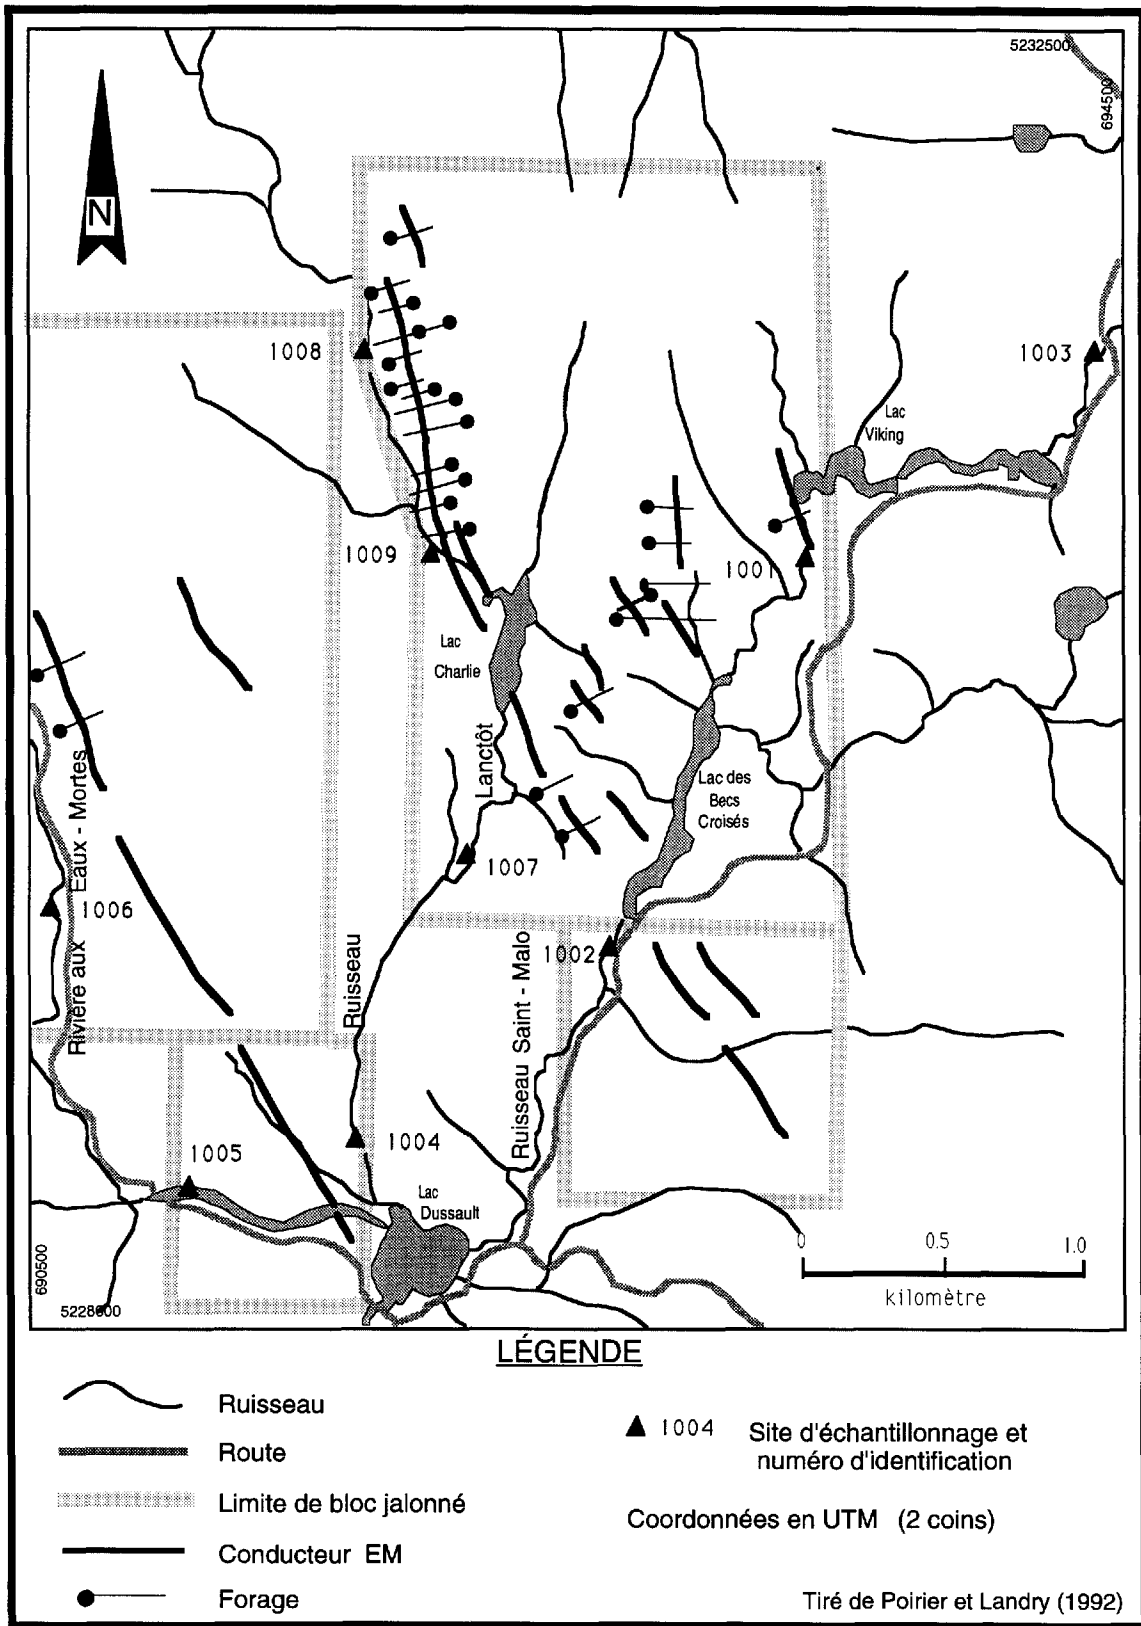 5232500
694500
N
1008
1003
Lac
Viking
1009
1001
Lac
Charlie
Lanctôt
Lac des
Becs
Croisés
Rivière aux Eaux - Mortes
1007
1006
Ruisseau
Ruisseau Saint - Malo
1002
1004
1005
Lac
Dussault
690500
5228000
0 0.5 1.0
kilomètre
LÉGENDE
Ruisseau
Route
Limite de bloc jalonné
Conducteur EM
Forage
1004 Site d'échantillonnage et
numéro d'identification
Coordonnées en UTM (2 coins)
Tiré de Poirier et Landry (1992)